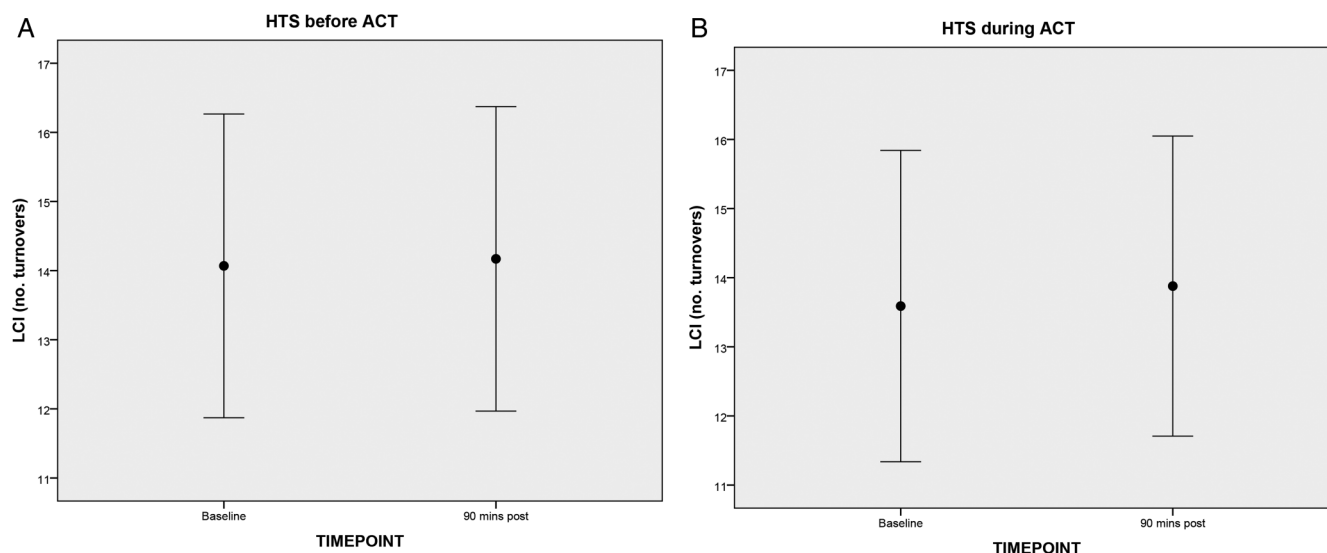 A
HTS before ACT
17
16
15
14
13
12
11
LCI (no. turnovers)
Baseline
90 mins post
TIMEPOINT
B
HTS during ACT
17
16
15
14
13
12
11
LCI (no. turnovers)
Baseline
90 mins post
TIMEPOINT